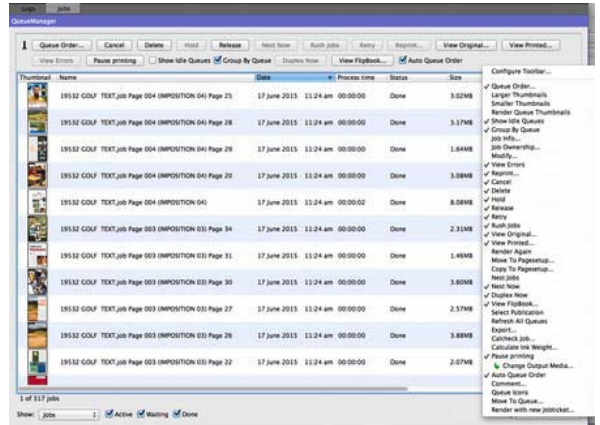 Logs Jobs
QueueManager
Queue Order... Cancel Delete Hold Release Nest Now Rush Jobs Retry Reprint... View Original... View Printed...
View Errors Pause printing Show Idle Queues Group By Queue Duplex Now View FlipBook... Auto Queue Order
Thumbnail Name Date Process time Status Size
19532 GOLF TEXT.job Page 004 (IMPOSITION 04) Page 25 17 June 2015 11:24 am 00:00:00 Done 3.02MB
19532 GOLF TEXT.job Page 004 (IMPOSITION 04) Page 28 17 June 2015 11:24 am 00:00:00 Done 3.17MB
19532 GOLF TEXT.job Page 004 (IMPOSITION 04) Page 29 17 June 2015 11:24 am 00:00:00 Done 1.64MB
19532 GOLF TEXT.job Page 004 (IMPOSITION 04) Page 20 17 June 2015 11:24 am 00:00:00 Done 3.08MB
19532 GOLF TEXT.job Page 004 (IMPOSITION 04) 17 June 2015 11:24 am 00:00:02 Done 8.08MB
19532 GOLF TEXT.job Page 003 (IMPOSITION 03) Page 34 17 June 2015 11:24 am 00:00:00 Done 2.31MB
19532 GOLF TEXT.job Page 003 (IMPOSITION 03) Page 31 17 June 2015 11:24 am 00:00:00 Done 1.46MB
19532 GOLF TEXT.job Page 003 (IMPOSITION 03) Page 30 17 June 2015 11:24 am 00:00:00 Done 3.60MB
19532 GOLF TEXT.job Page 003 (IMPOSITION 03) Page 27 17 June 2015 11:24 am 00:00:00 Done 2.57MB
19532 GOLF TEXT.job Page 003 (IMPOSITION 03) Page 26 17 June 2015 11:24 am 00:00:00 Done 3.88MB
19532 GOLF TEXT.job Page 003 (IMPOSITION 03) Page 22 17 June 2015 11:24 am 00:00:00 Done 2.07MB
1 of 317 jobs
Show: Jobs Active Waiting Done
Configure Toolbar...
Queue Order...
Larger Thumbnails
Smaller Thumbnails
Render Queue Thumbnails
Show Idle Queues
Group By Queue
Job Info...
Job Ownership...
Modify...
View Errors
Reprint...
Cancel
Delete
Hold
Release
Retry
Rush Jobs
View Original...
View Printed...
Render Again
Move To Pagesetup...
Copy To Pagesetup...
Nest Jobs
Nest Now
Duplex Now
View FlipBook...
Select Publication
Refresh All Queues
Export...
Calcheck Job...
Calculate Ink Weight...
Pause printing
Change Output Media...
Auto Queue Order
Comment...
Queue Icons
Move To Queue...
Render with new Jobticket...